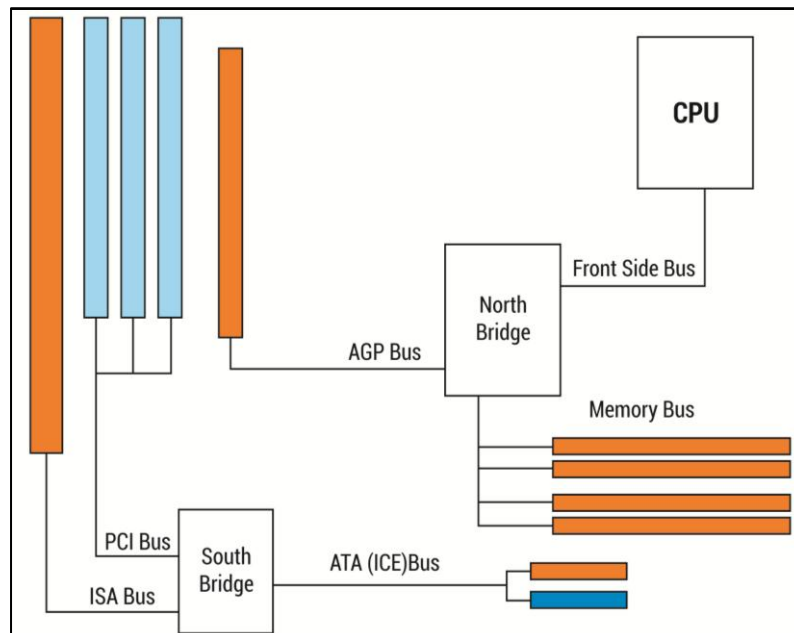 CPU
Front Side Bus
North
Bridge
AGP Bus
Memory Bus
PCI Bus
South
Bridge
ATA (ICE)Bus
ISA Bus